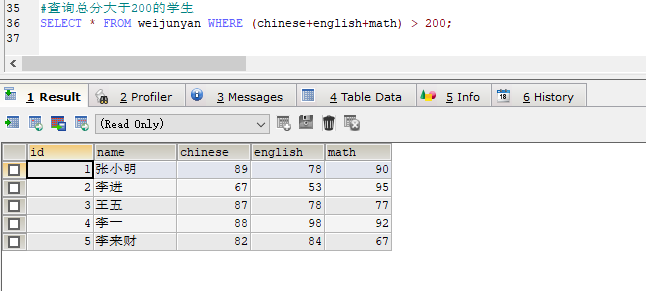 35 #查询总分大于200的学生
36 SELECT * FROM weijunyan WHERE (chinese+english+math) > 200;
1 Result 2 Profiler 3 Messages 4 Table Data 5 Info 6 History
(Read Only)
id name chinese english math
1 张小明 89 78 90
2 李进 67 53 95
3 王五 87 78 77
4 李一 88 98 92
5 李来财 82 84 67